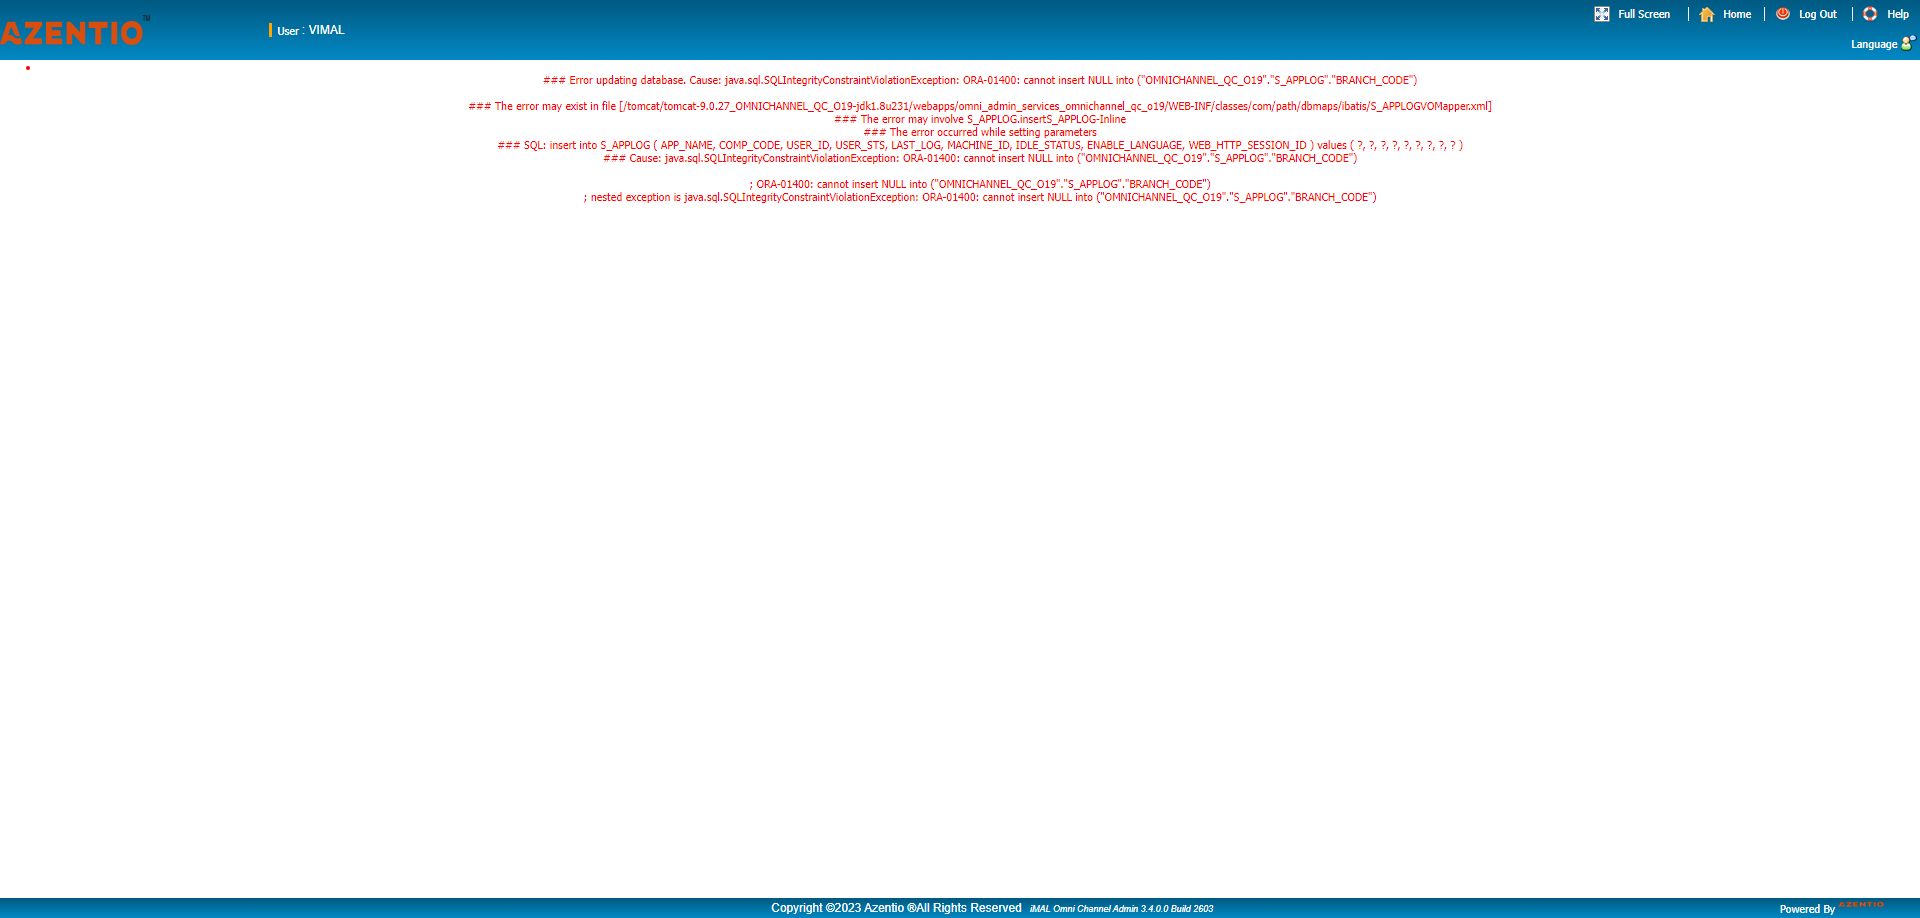 AZENTIO TM
User : VIMAL
Full Screen
Home
Log Out
Help
Language
### Error updating database. Cause: java.sql.SQLIntegrityConstraintViolationException: ORA-01400: cannot insert NULL into ("OMNICHANNEL_QC_O19"."S_APPLOG"."BRANCH_CODE")
### The error may exist in file [/tomcat/tomcat-9.0.27_OMNICHANNEL_QC_O19-jdk1.8u231/webapps/omni_admin_services_omnichannel_qc_o19/WEB-INF/classes/com/path/dbmaps/ibatis/S_APPLOGVOMapper.xml]
### The error may involve S_APPLOG.insertS_APPLOG-Inline
### The error occurred while setting parameters
### SQL: insert into S_APPLOG ( APP_NAME, COMP_CODE, USER_ID, USER_STS, LAST_LOG, MACHINE_ID, IDLE_STATUS, ENABLE_LANGUAGE, WEB_HTTP_SESSION_ID ) values ( ?, ?, ?, ?, ?, ?, ?, ?, ? )
### Cause: java.sql.SQLIntegrityConstraintViolationException: ORA-01400: cannot insert NULL into ("OMNICHANNEL_QC_O19"."S_APPLOG"."BRANCH_CODE")
; ORA-01400: cannot insert NULL into ("OMNICHANNEL_QC_O19"."S_APPLOG"."BRANCH_CODE")
; nested exception is java.sql.SQLIntegrityConstraintViolationException: ORA-01400: cannot insert NULL into ("OMNICHANNEL_QC_O19"."S_APPLOG"."BRANCH_CODE")
Copyright ©2023 Azentio ®All Rights Reserved iMAL Omni Channel Admin 3.4.0.0 Build 2603
Powered By AZENTIO